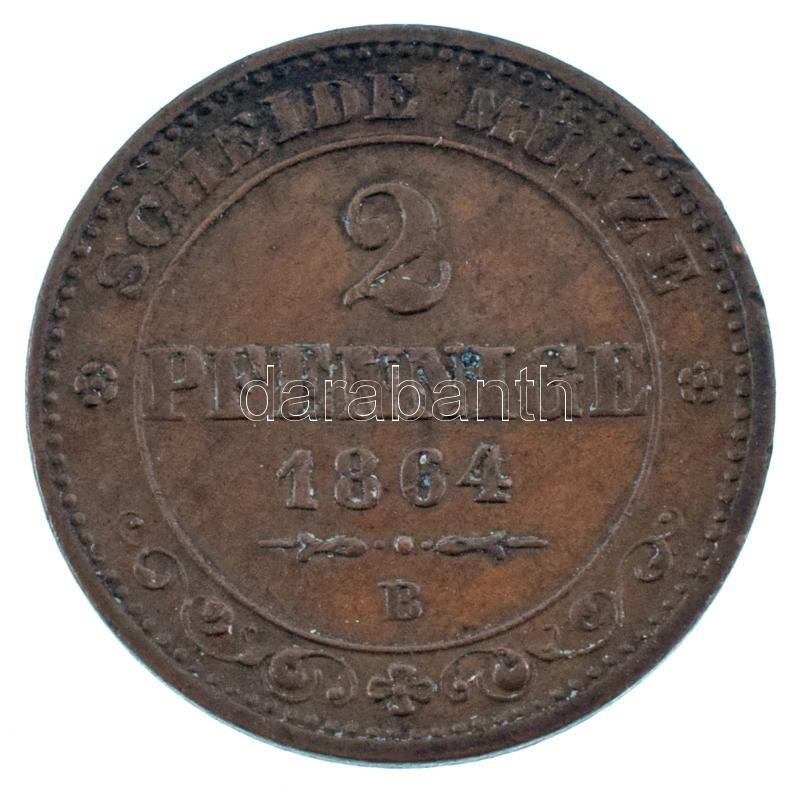 SCHEIDE MÜNZE
2
PFENNIGE
darabanth
1864
B